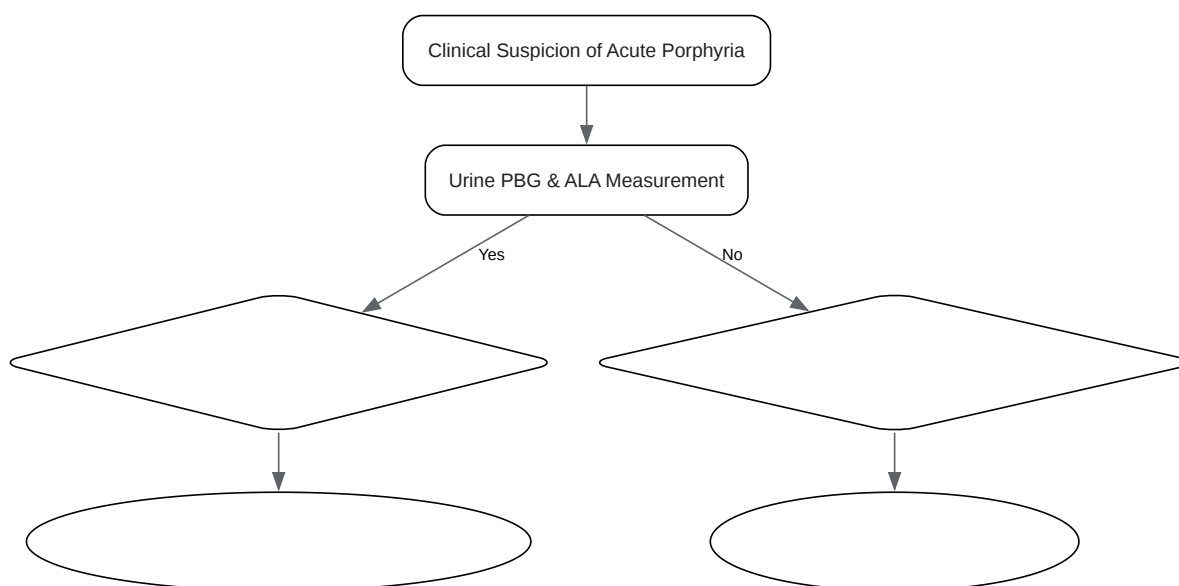 Clinical Suspicion of Acute Porphyria
Urine PBG & ALA Measurement
Yes
No